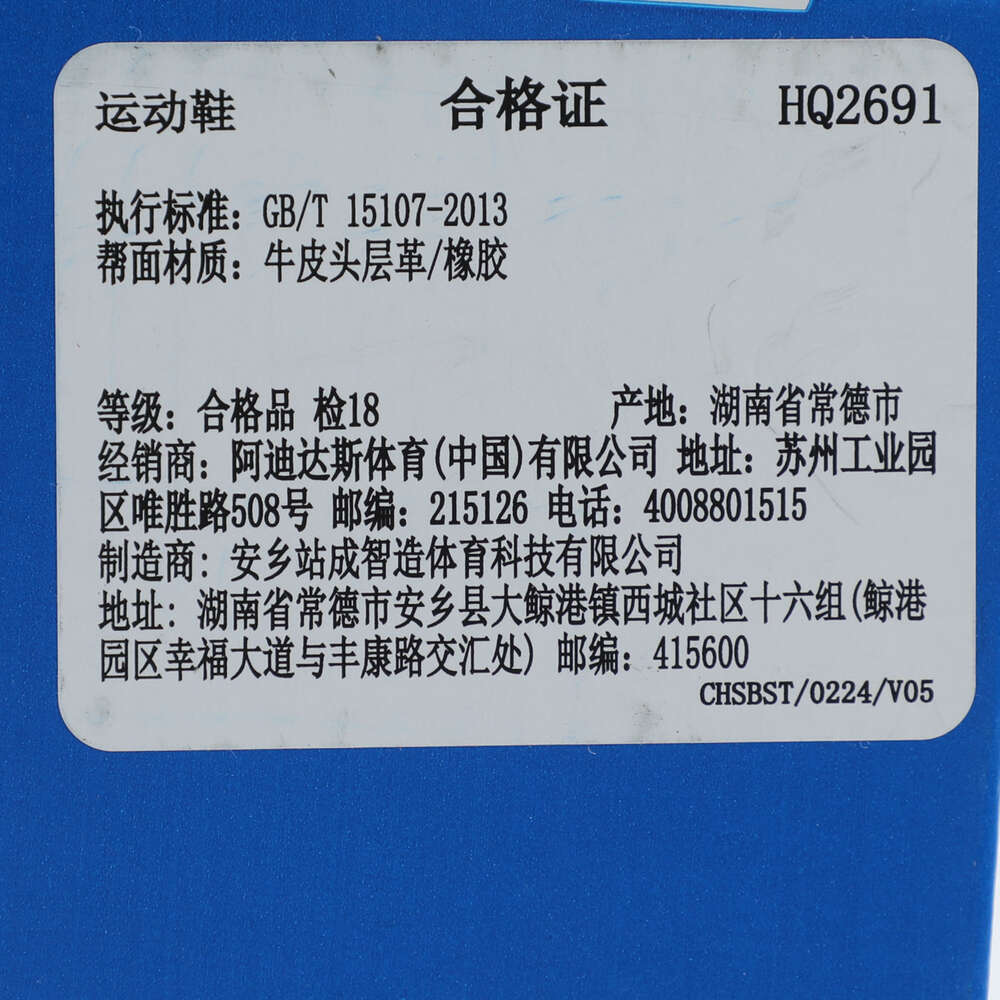 运动鞋 合格证 HQ2691
执行标准：GB/T 15107-2013
帮面材质：牛皮头层革/橡胶
等级：合格品 检18 产地：湖南省常德市
经销商：阿迪达斯体育(中国)有限公司 地址：苏州工业园
区唯胜路508号 邮编：215126 电话：4008801515
制造商：安乡站成智造体育科技有限公司
地址：湖南省常德市安乡县大鲸港镇西城社区十六组(鲸港
园区幸福大道与丰康路交汇处) 邮编：415600
CHSBST/0224/V05